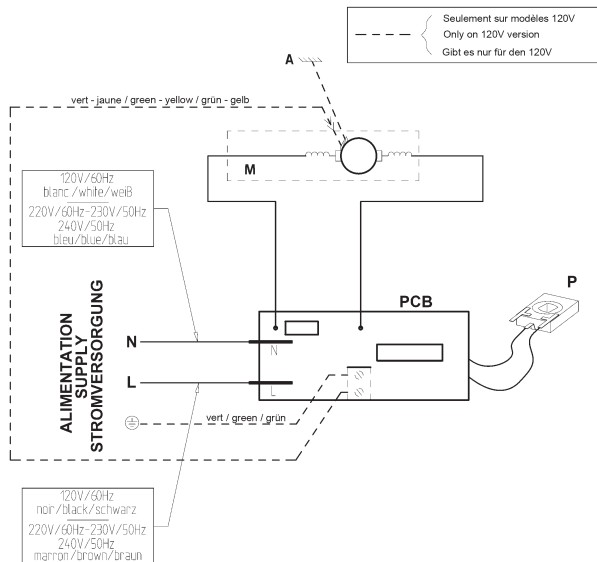 Seulement sur modèles 120V
Only on 120V version
Gibt es nur für den 120V
A
vert - jaune / green - yellow / grün - gelb
M
120V/60Hz
blanc/white/weiß
220V/60Hz-230V/50Hz
240V/50Hz
bleu/blue/blau
P
PCB
ALIMENTATION
SUPPLY
STROMVERSORGUNG
N
N
L
L
vert / green / grün
120V/60Hz
noir/black/schwarz
220V/60Hz-230V/50Hz
240V/50Hz
marron/brown/braun